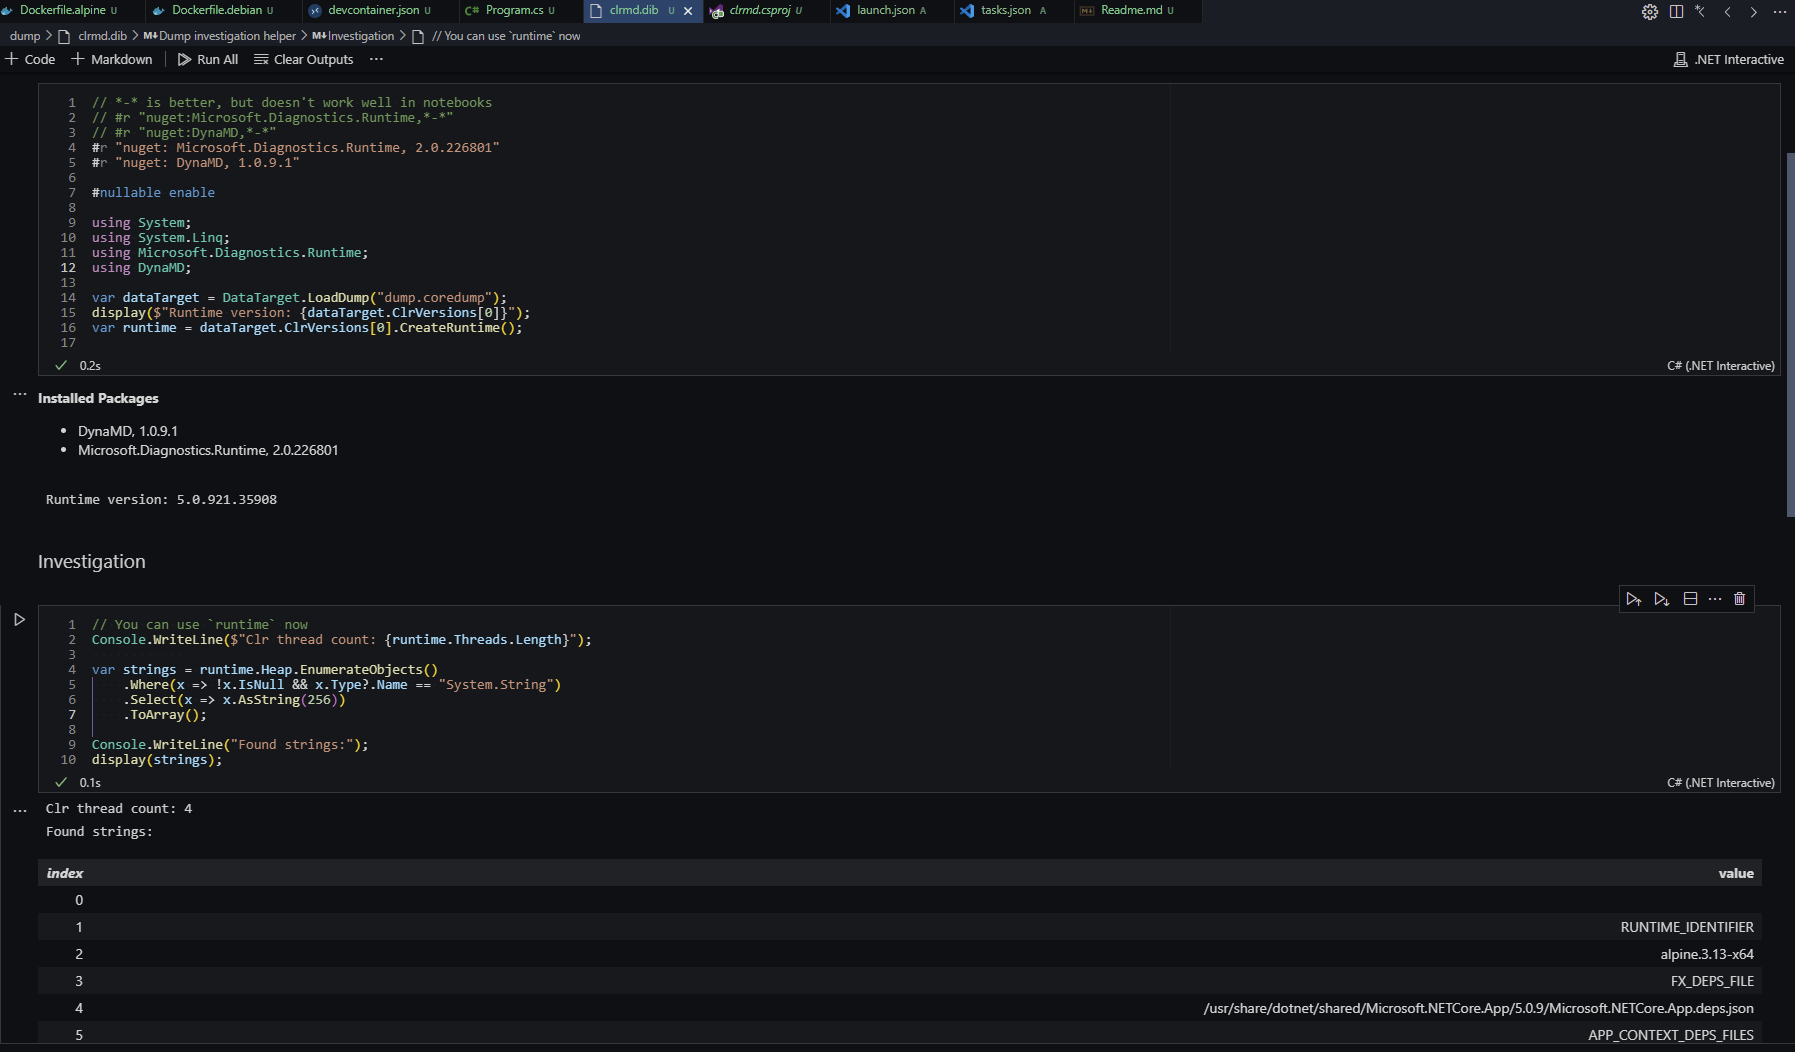 Dockerfile.alpine U Dockerfile.debian U devcontainer.json U C# Program.cs U clrmd.dib U clrmd.csproj U launch.json A tasks.json A Readme.md U
dump > clrmd.dib > M↓Dump investigation helper > M↓Investigation > // You can use `runtime` now
+ Code + Markdown Run All Clear Outputs ··· .NET Interactive
1 // *-* is better, but doesn't work well in notebooks
2 // #r "nuget:Microsoft.Diagnostics.Runtime,*-*"
3 // #r "nuget:DynaMD,*-*"
4 #r "nuget: Microsoft.Diagnostics.Runtime, 2.0.226801"
5 #r "nuget: DynaMD, 1.0.9.1"
6
7 #nullable enable
8
9 using System;
10 using System.Linq;
11 using Microsoft.Diagnostics.Runtime;
12 using DynaMD;
13
14 var dataTarget = DataTarget.LoadDump("dump.coredump");
15 display($"Runtime version: {dataTarget.ClrVersions[0]}");
16 var runtime = dataTarget.ClrVersions[0].CreateRuntime();
17
0.2s C# (.NET Interactive)
Installed Packages
• DynaMD, 1.0.9.1
• Microsoft.Diagnostics.Runtime, 2.0.226801
Runtime version: 5.0.921.35908
Investigation
1 // You can use `runtime` now
2 Console.WriteLine($"Clr thread count: {runtime.Threads.Length}");
3
4 var strings = runtime.Heap.EnumerateObjects()
5 .Where(x => !x.IsNull && x.Type?.Name == "System.String")
6 .Select(x => x.AsString(256))
7 .ToArray();
8
9 Console.WriteLine("Found strings:");
10 display(strings);
0.1s C# (.NET Interactive)
Clr thread count: 4
Found strings:
index value
0
1 RUNTIME_IDENTIFIER
2 alpine.3.13-x64
3 FX_DEPS_FILE
4 /usr/share/dotnet/shared/Microsoft.NETCore.App/5.0.9/Microsoft.NETCore.App.deps.json
5 APP_CONTEXT_DEPS_FILES